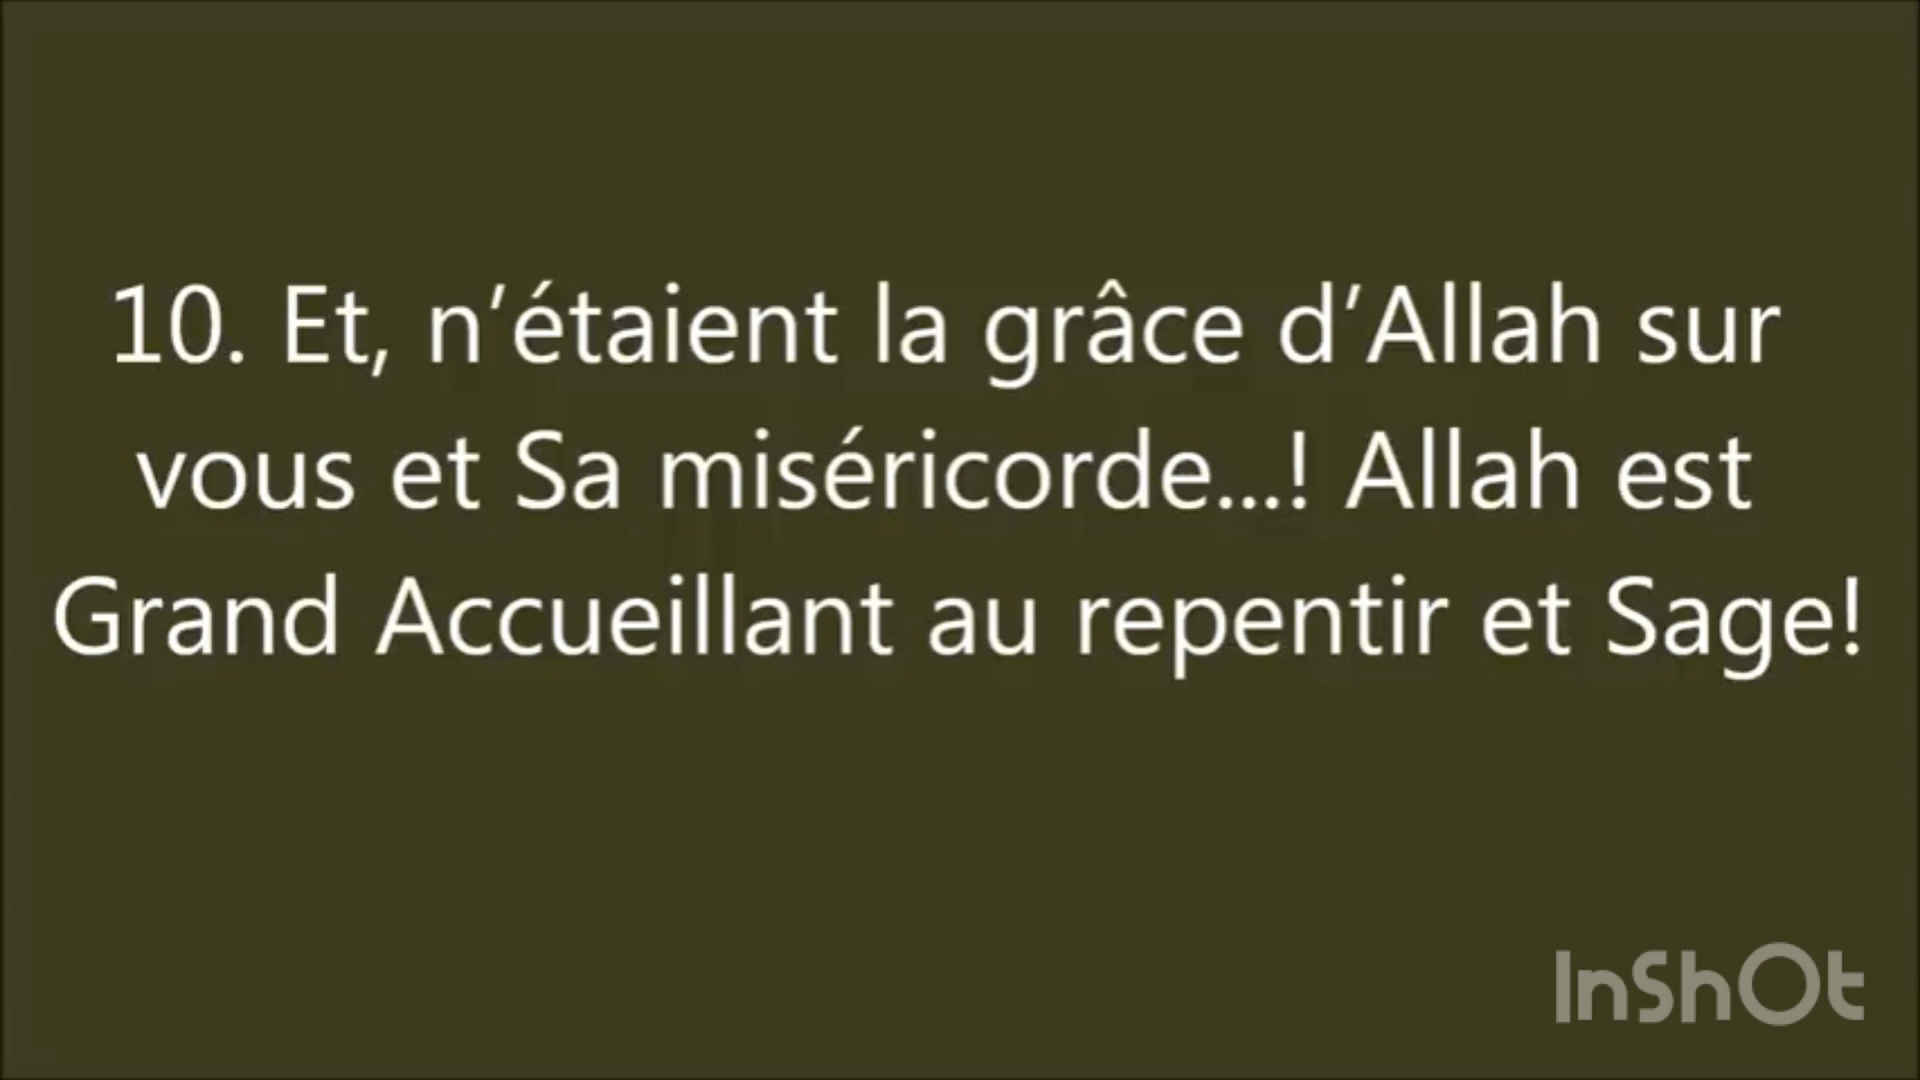 10. Et, n’étaient la grâce d’Allah sur
vous et Sa miséricorde...! Allah est
Grand Accueillant au repentir et Sage!
InShOt